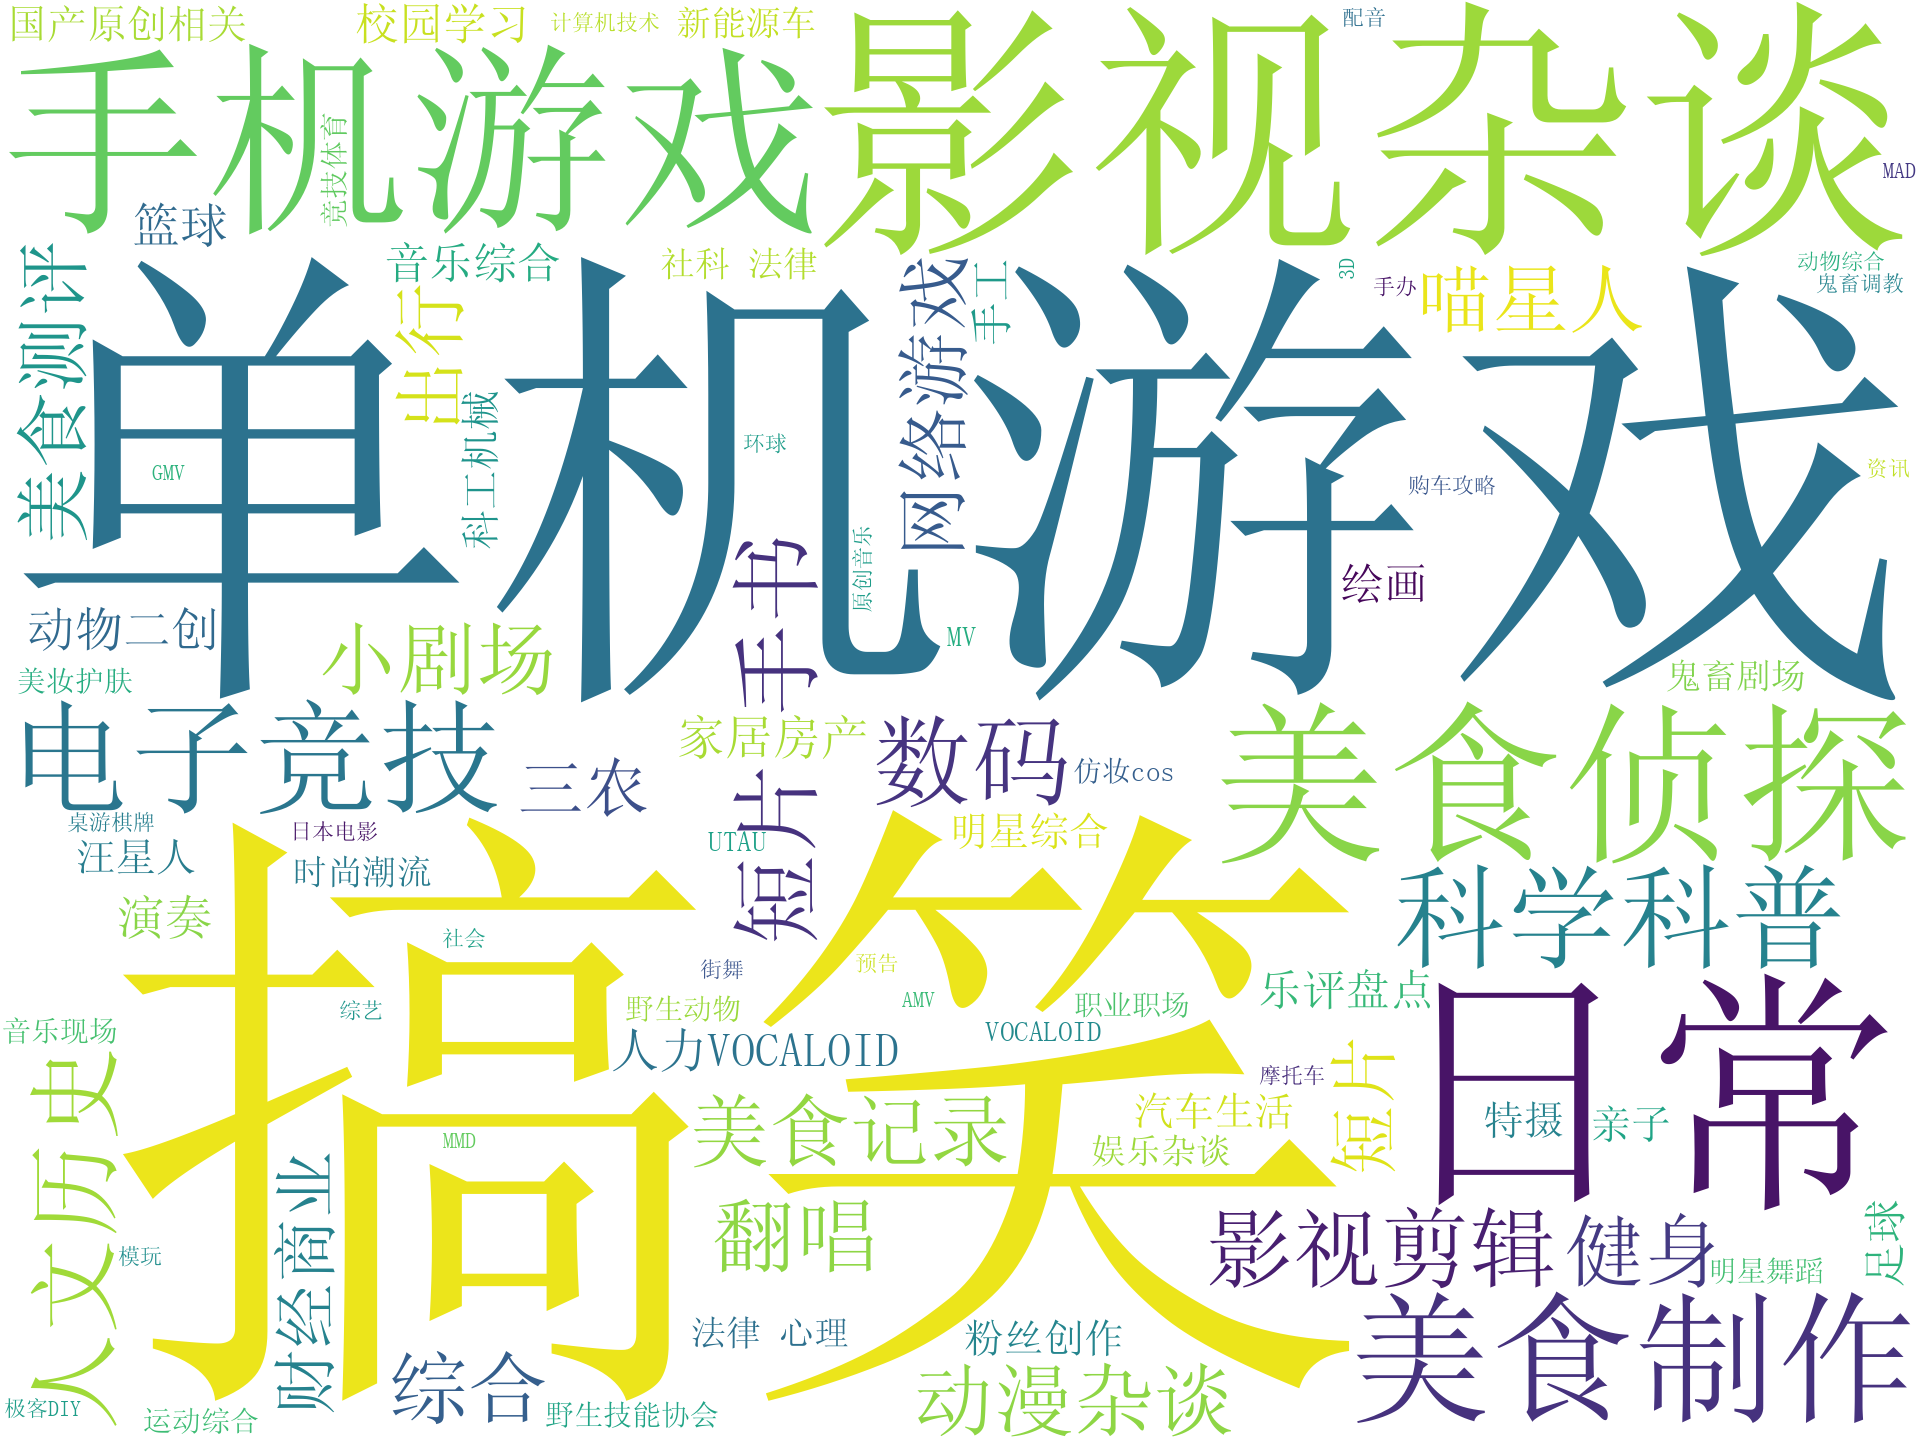 国产原创相关
校园学习
计算机技术
新能源车
影视杂谈
配音
手机游戏
竞技体育
MAD
篮球
音乐综合
社科 法律
手工
3D
手办
喵星人
动物综合
鬼畜调教
美食测评
单机游戏
出行
科工机械
网络游戏
环球
GMV
购车攻略
资讯
原创音乐
短片手书
绘画
动物二创
小剧场
MV
美妆护肤
鬼畜剧场
电子竞技
三农
家居房产
数码
仿妆cos
美食侦探
桌游棋牌
日本电影
UTAU
明星综合
汪星人
时尚潮流
搞笑
科学科普
演奏
社会
街舞
预告
乐评盘点
日常
综艺
野生动物
AMV
职业职场
音乐现场
人力VOCALOID
VOCALOID
短片
摩托车
人文历史
美食记录
汽车生活
特摄
亲子
MMD
娱乐杂谈
财经商业
翻唱
影视剪辑
健身
足球
模玩
明星舞蹈
法律 心理
粉丝创作
美食制作
综合
动漫杂谈
极客DIY
运动综合
野生技能协会